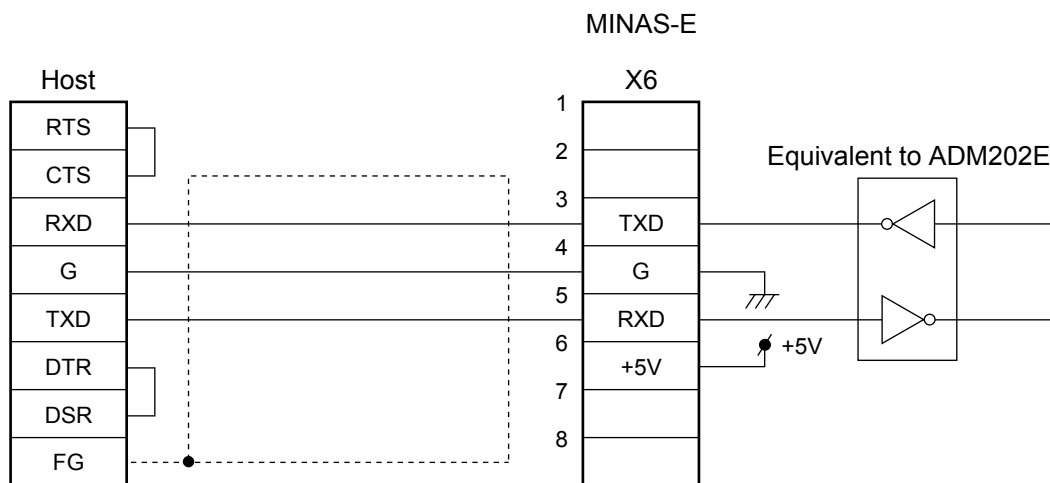 MINAS-E
Host
X6
RTS
CTS
RXD
G
TXD
DTR
DSR
FG
1
2
3
4
5
6
7
8
TXD
G
RXD
+5V
+5V
Equivalent to ADM202E